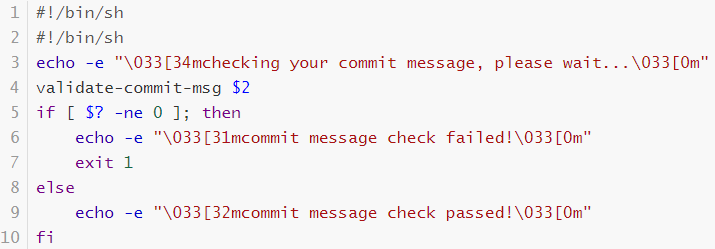 1 #!/bin/sh
2 #!/bin/sh
3 echo -e "\033[34mchecking your commit message, please wait...\033[0m"
4 validate-commit-msg $2
5 if [ $? -ne 0 ]; then
6     echo -e "\033[31mcommit message check failed!\033[0m"
7     exit 1
8 else
9     echo -e "\033[32mcommit message check passed!\033[0m"
10 fi